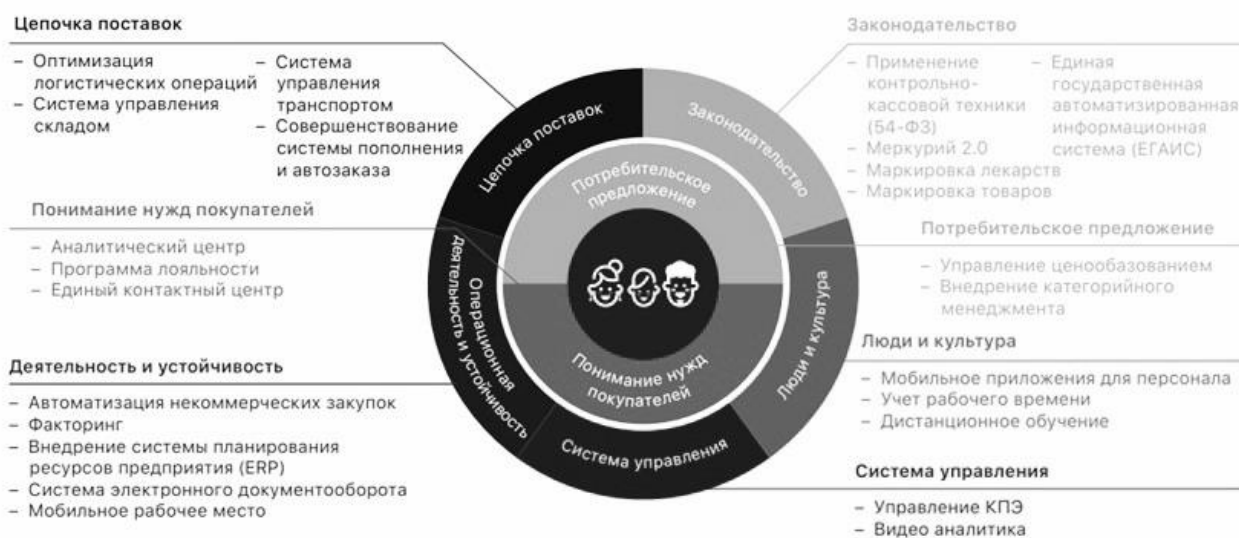 Цепочка поставок
– Оптимизация
логистических операций
– Система управления
складом
– Система
управления
транспортом
– Совершенствование
системы пополнения
и автозаказа
Понимание нужд покупателей
– Аналитический центр
– Программа лояльности
– Единый контактный центр
Деятельность и устойчивость
– Автоматизация некоммерческих закупок
– Факторинг
– Внедрение системы планирования
ресурсов предприятия (ERP)
– Система электронного документооборота
– Мобильное рабочее место
Цепочка поставок
Законодательство
Потребительское
предложение
Операционная
деятельность и устойчивость
Понимание нужд
покупателей
Люди и культура
Система управления
Законодательство
– Применение
контрольно-
кассовой техники
(54-ФЗ)
– Меркурий 2.0
– Маркировка лекарств
– Маркировка товаров
– Единая
государственная
автоматизированная
информационная
система (ЕГАИС)
Потребительское предложение
– Управление ценообазованием
– Внедрение категорийного
менеджмента
Люди и культура
– Мобильное приложения для персонала
– Учет рабочего времени
– Дистанционное обучение
Система управления
– Управление КПЭ
– Видео аналитика